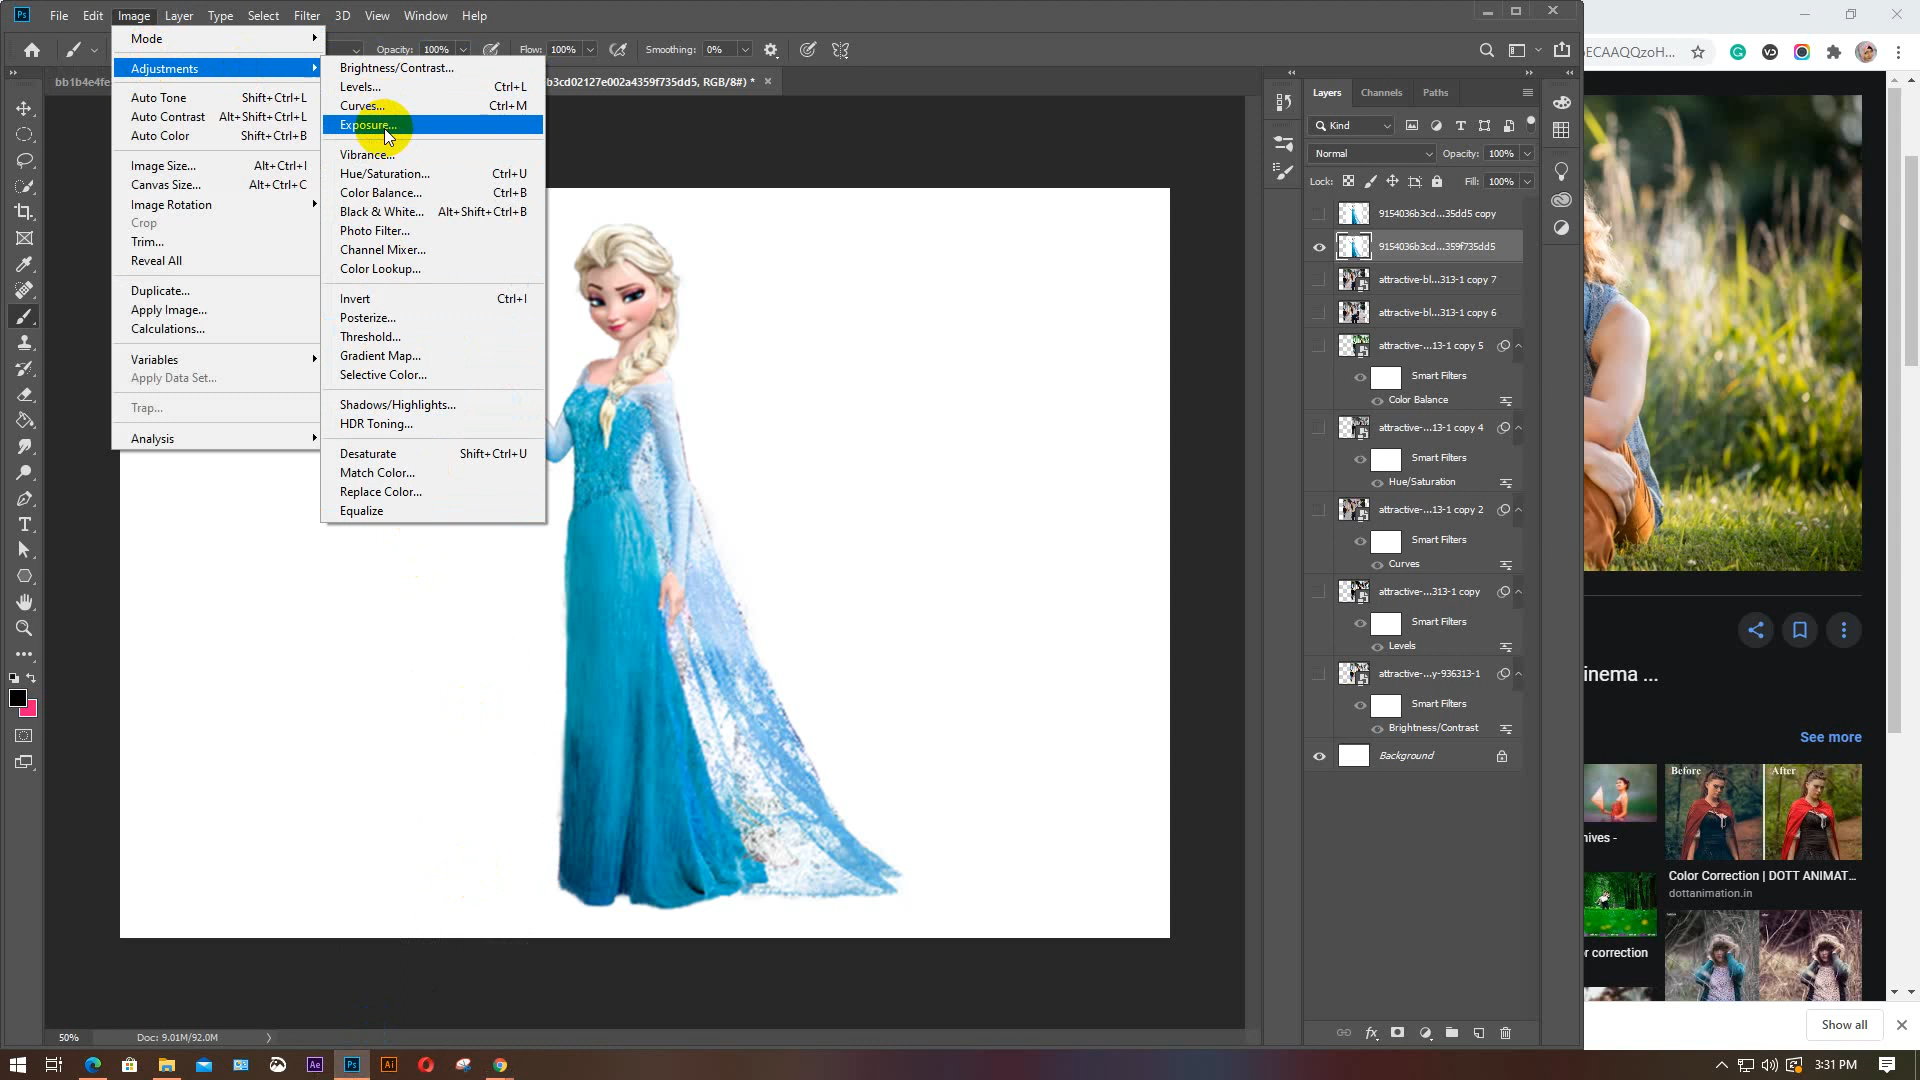 Ps File Edit Image Layer Type Select Filter 3D View Window Help
Opacity: 100% Flow: 100% Smoothing: 0%
bb1b4e4fe
b3cd02127e002a4359f735dd5, RGB/8#) *
Mode
Adjustments
Auto Tone Shift+Ctrl+L
Auto Contrast Alt+Shift+Ctrl+L
Auto Color Shift+Ctrl+B
Image Size... Alt+Ctrl+I
Canvas Size... Alt+Ctrl+C
Image Rotation
Crop
Trim...
Reveal All
Duplicate...
Apply Image...
Calculations...
Variables
Apply Data Set...
Trap...
Analysis
Brightness/Contrast...
Levels... Ctrl+L
Curves... Ctrl+M
Exposure...
Vibrance...
Hue/Saturation... Ctrl+U
Color Balance... Ctrl+B
Black & White... Alt+Shift+Ctrl+B
Photo Filter...
Channel Mixer...
Color Lookup...
Invert Ctrl+I
Posterize...
Threshold...
Gradient Map...
Selective Color...
Shadows/Highlights...
HDR Toning...
Desaturate Shift+Ctrl+U
Match Color...
Replace Color...
Equalize
Layers Channels Paths
Kind
Normal Opacity: 100%
Lock: Fill: 100%
9154036b3cd...35dd5 copy
9154036b3cd...359f735dd5
attractive-bl...313-1 copy 7
attractive-bl...313-1 copy 6
attractive-...13-1 copy 5
Smart Filters
Color Balance
attractive-...13-1 copy 4
Smart Filters
Hue/Saturation
attractive-...13-1 copy 2
Smart Filters
Curves
attractive-...313-1 copy
Smart Filters
Levels
attractive-...y-936313-1
Smart Filters
Brightness/Contrast
Background
50% Doc: 9.01M/92.0M
ECAAQQzoH...
inema ...
See more
Before After
hives -
Color Correction | DOTT ANIMAT...
dottanimation.in
r correction
Show all
Ae Ps Ai
3:31 PM